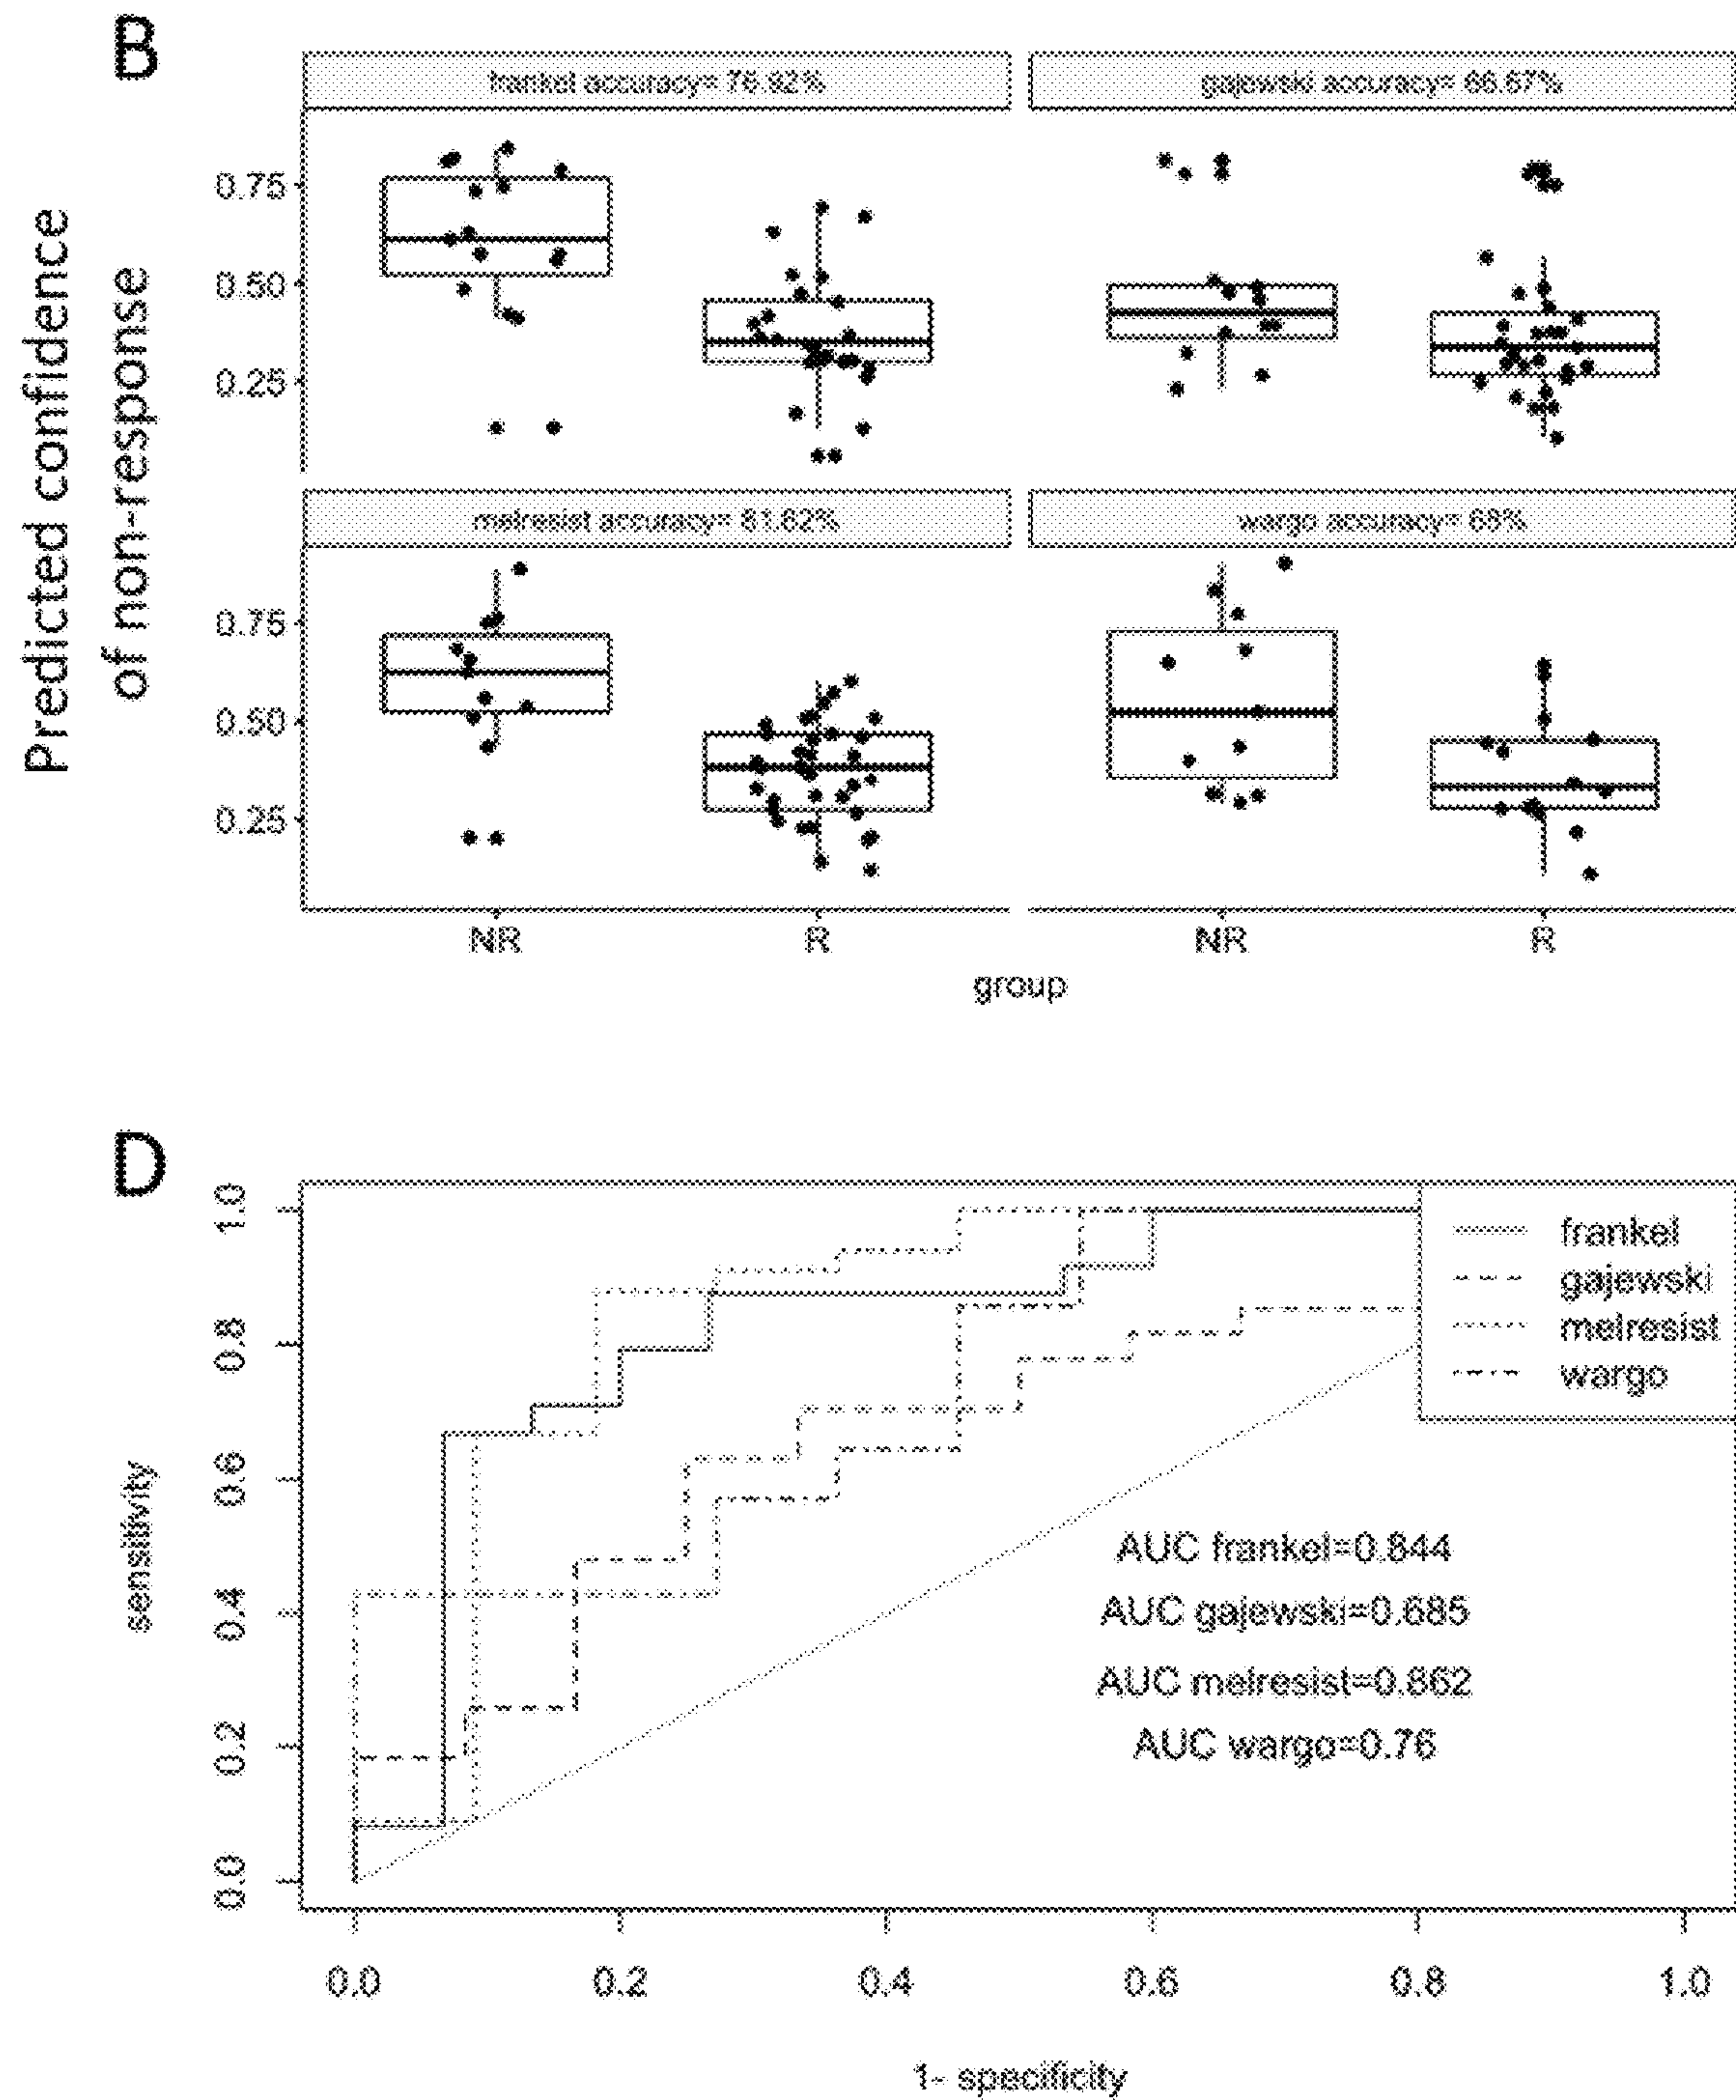 B
Predicted confidence
of non-response
frankel accuracy= 76.92%
gajewski accuracy= 66.67%
0.75
0.50
0.25
melresist accuracy= 81.82%
wargo accuracy= 68%
0.75
0.50
0.25
NR
R
NR
R
group
D
sensitivity
1.0
0.8
0.6
0.4
0.2
0.0
frankel
gajewski
melresist
wargo
AUC frankel=0.844
AUC gajewski=0.685
AUC melresist=0.862
AUC wargo=0.76
0.0 0.2 0.4 0.6 0.8 1.0
1- specificity